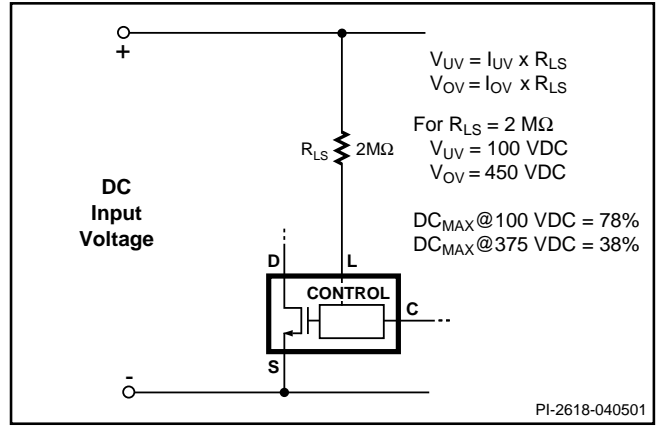 +
V_UV = I_UV x R_LS
V_OV = I_OV x R_LS
For R_LS = 2 MΩ
V_UV = 100 VDC
V_OV = 450 VDC
R_LS 2MΩ
DC
Input
Voltage
DC_MAX@100 VDC = 78%
DC_MAX@375 VDC = 38%
D L
CONTROL
C
S
-
PI-2618-040501